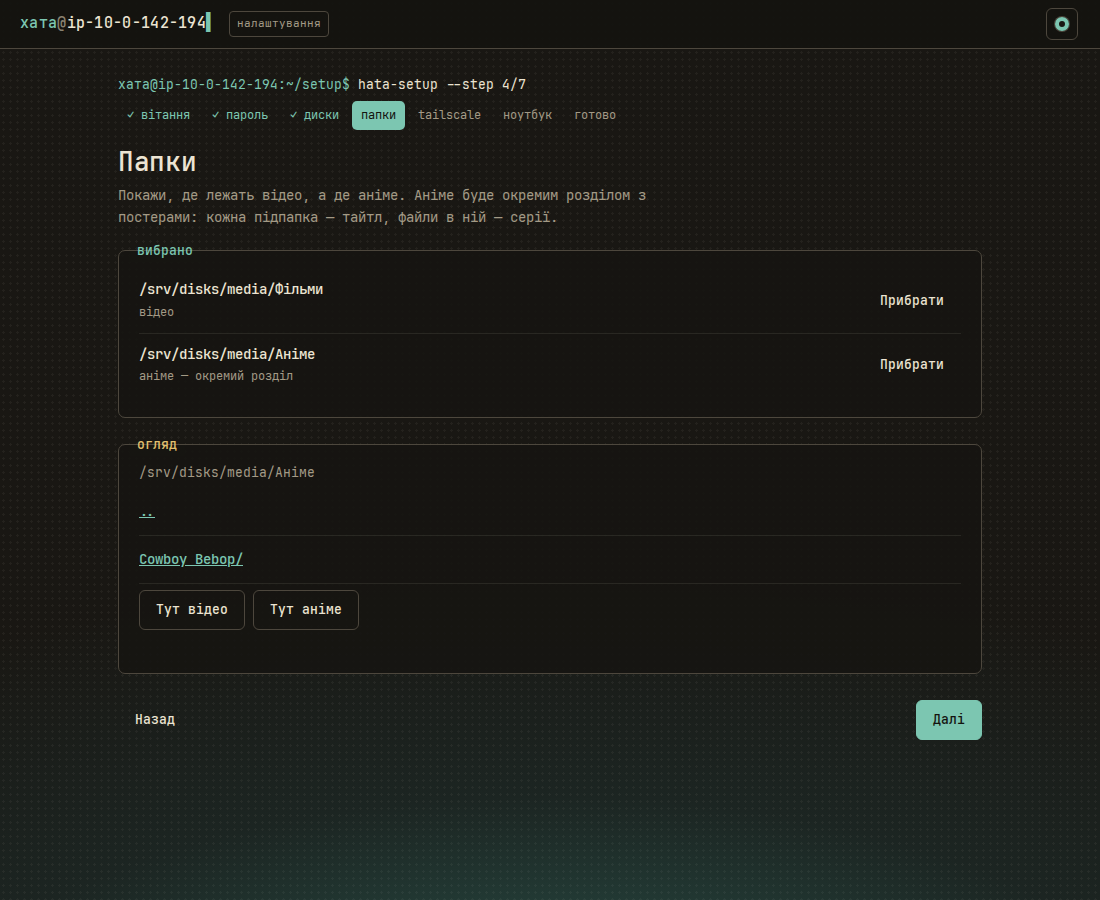 хата@ip-10-0-142-194 налаштування
хата@ip-10-0-142-194:~/setup$ hata-setup --step 4/7
✓ вітання ✓ пароль ✓ диски папки tailscale ноутбук готово
Папки
Покажи, де лежать відео, а де аніме. Аніме буде окремим розділом з
постерами: кожна підпапка — тайтл, файли в ній — серії.
вибрано
/srv/disks/media/Фільми
відео
Прибрати
/srv/disks/media/Аніме
аніме — окремий розділ
Прибрати
огляд
/srv/disks/media/Аніме
..
Cowboy Bebop/
Тут відео Тут аніме
Назад Далі